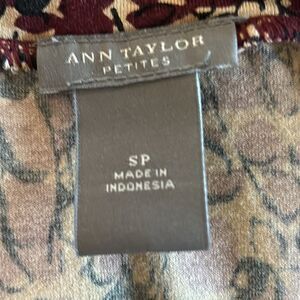 ANN TAYLOR
PETITES
SP
MADE IN
INDONESIA